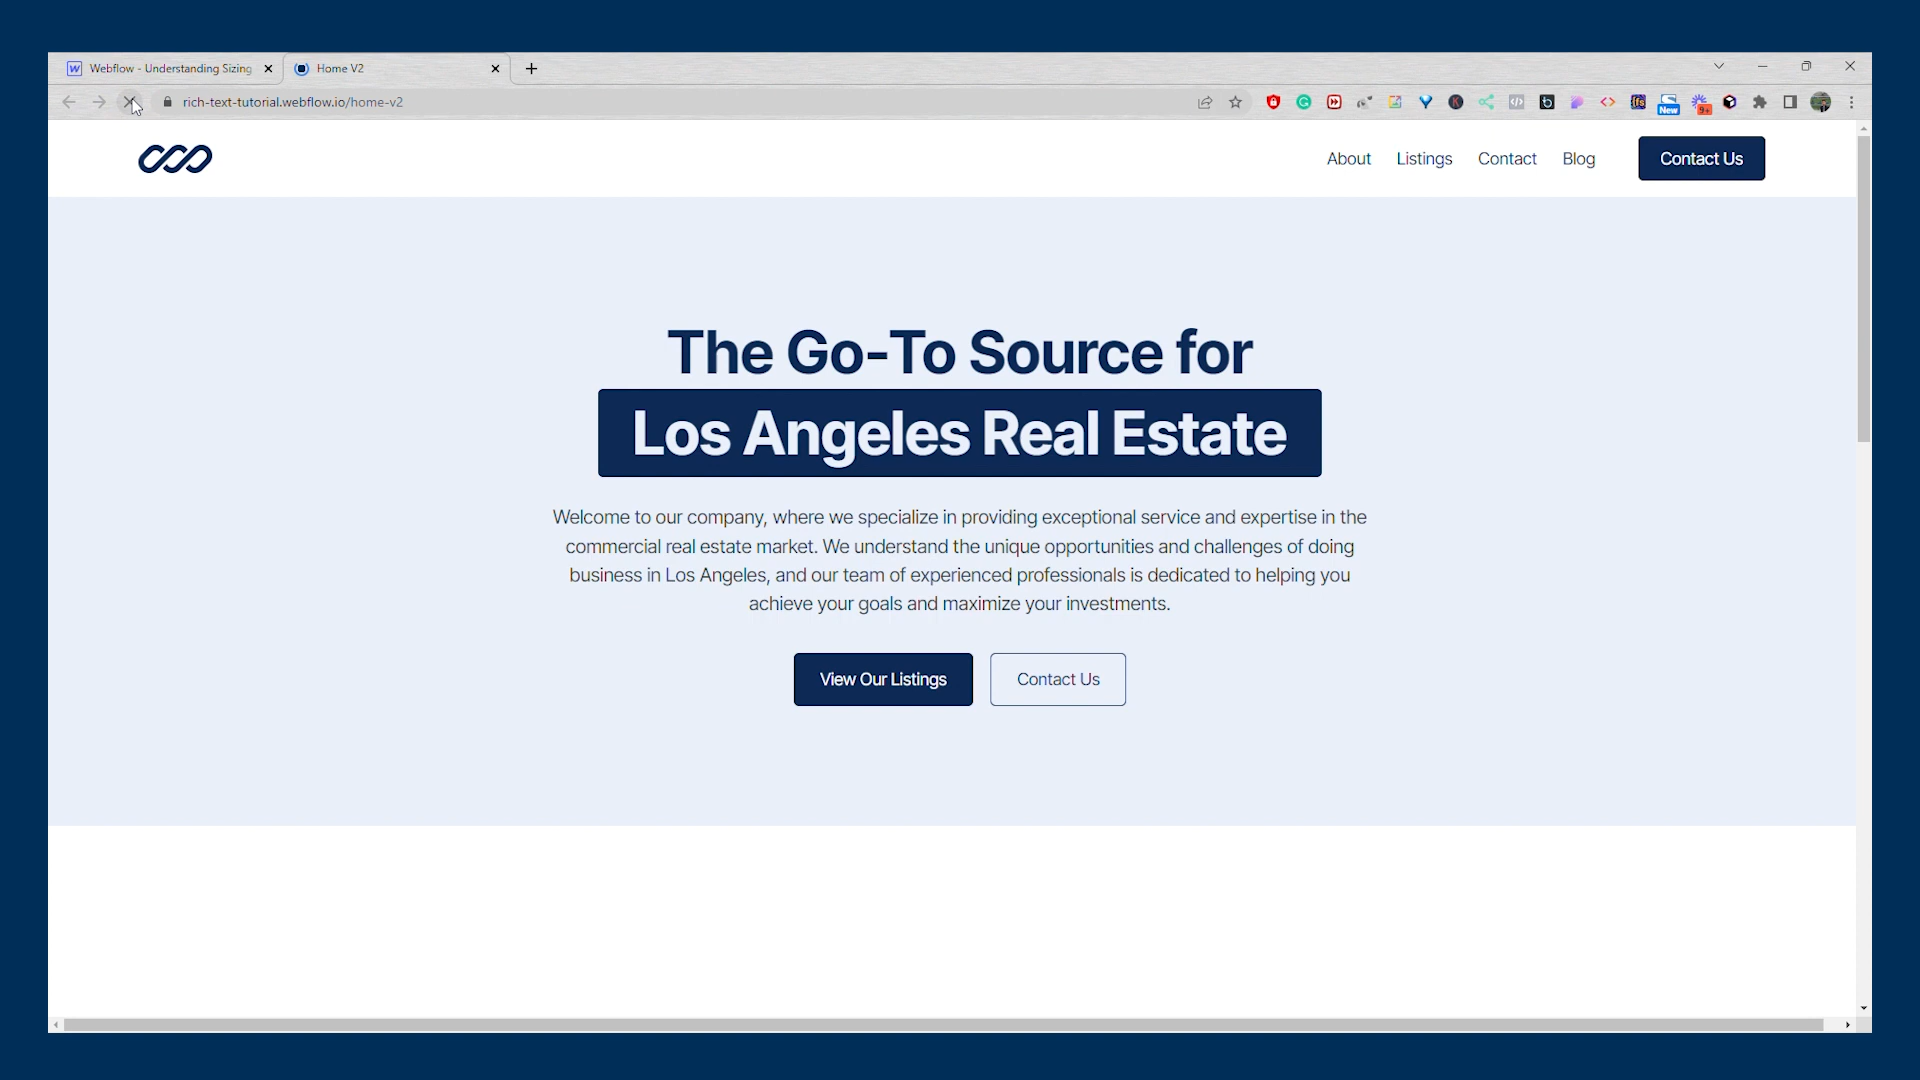 Webflow - Understanding Sizing
Home V2
rich-text-tutorial.webflow.io/home-v2
New
9+
About
Listings
Contact
Blog
Contact Us
The Go-To Source for
Los Angeles Real Estate
Welcome to our company, where we specialize in providing exceptional service and expertise in the
commercial real estate market. We understand the unique opportunities and challenges of doing
business in Los Angeles, and our team of experienced professionals is dedicated to helping you
achieve your goals and maximize your investments.
View Our Listings
Contact Us